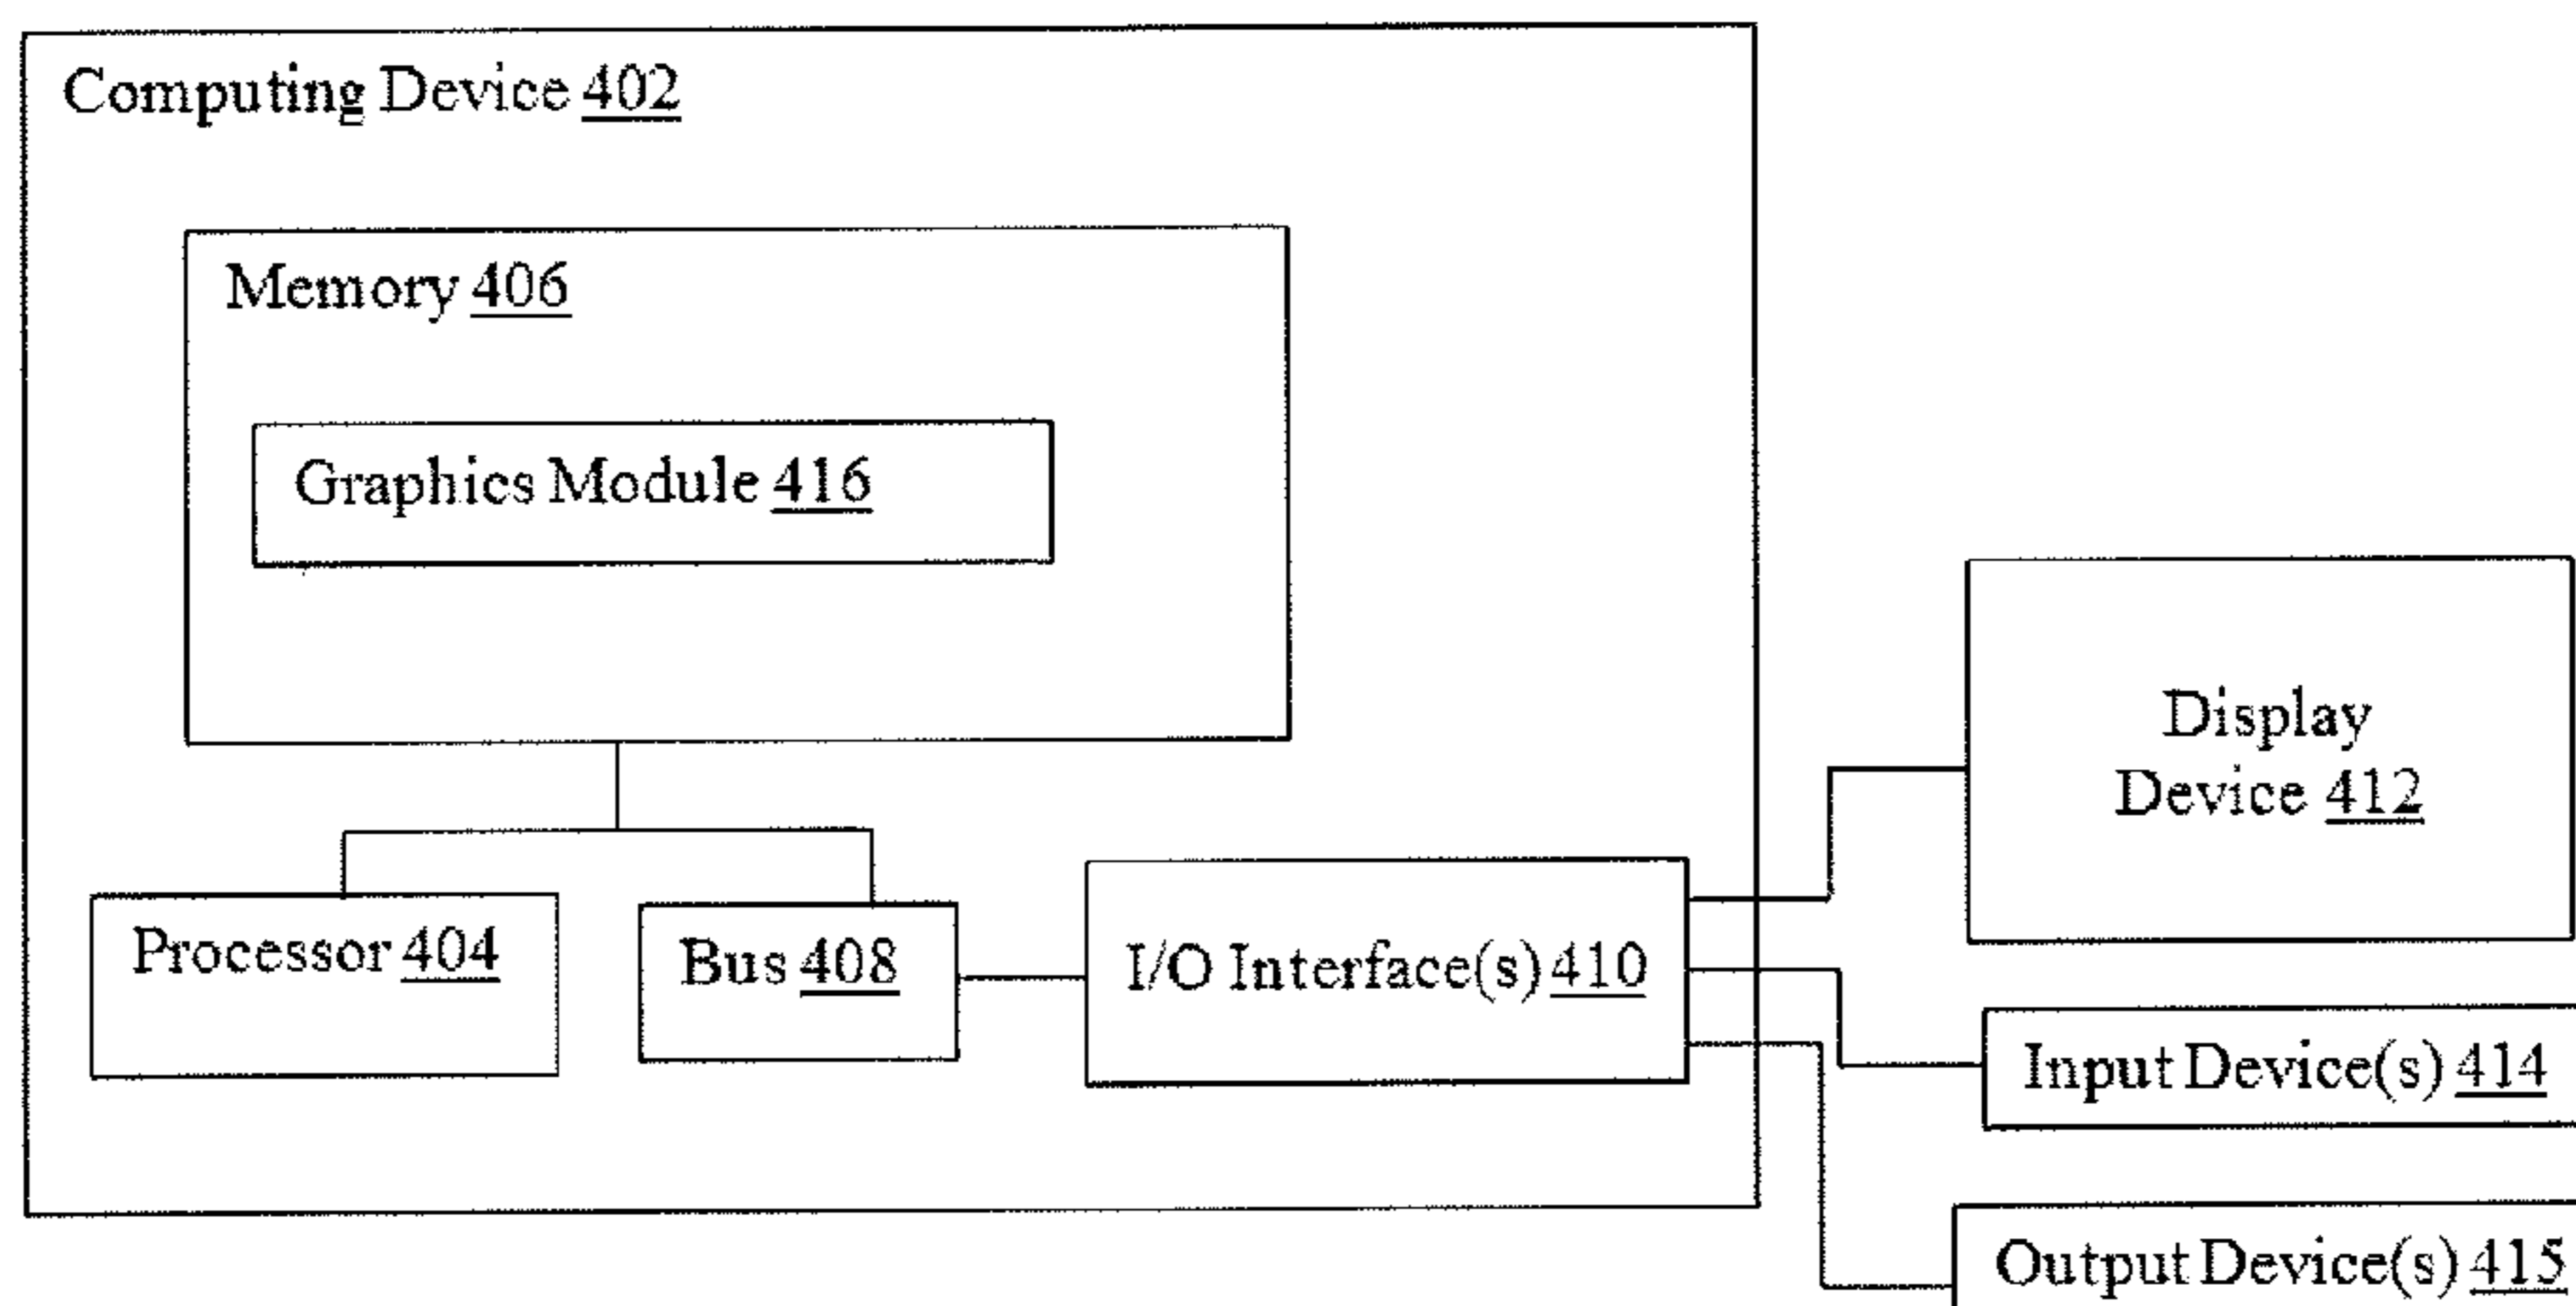 Computing Device 402
Memory 406
Graphics Module 416
Display
Device 412
Processor 404
Bus 408
I/O Interface(s) 410
Input Device(s) 414
Output Device(s) 415